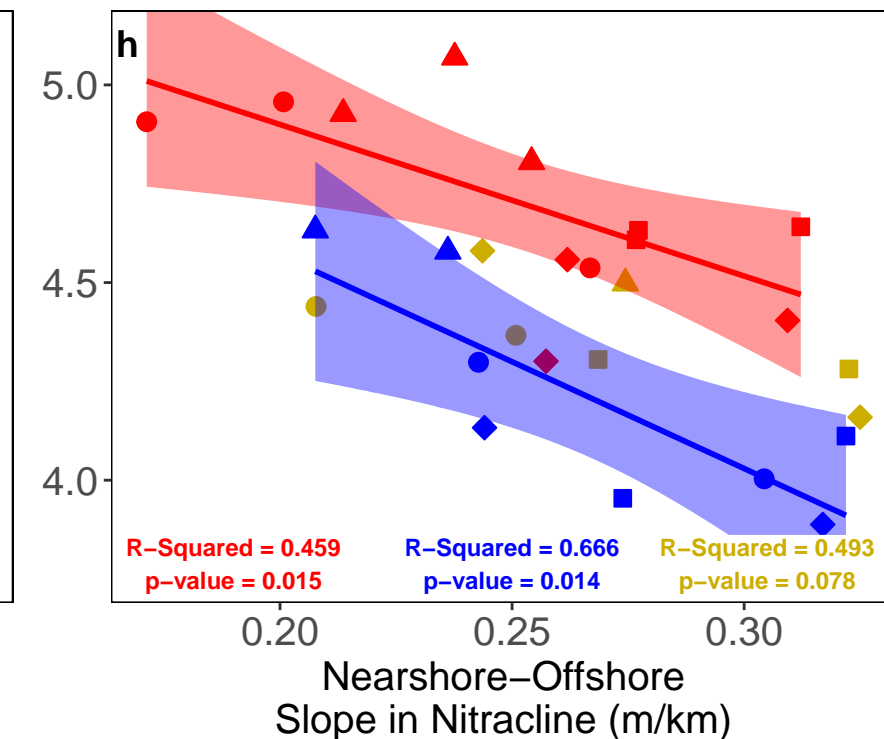 h
5.0
4.5
4.0
R−Squared = 0.459
p−value = 0.015
R−Squared = 0.666
p−value = 0.014
R−Squared = 0.493
p−value = 0.078
0.20 0.25 0.30
Nearshore−Offshore
Slope in Nitracline (m/km)